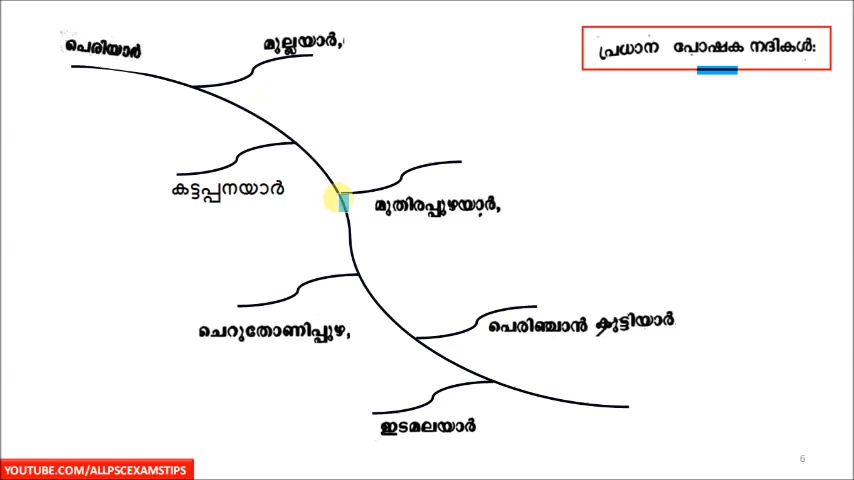 പെരിയാർ
മുല്ലയാർ,
പ്രധാന പോഷക നദികൾ:
കട്ടപ്പനയാർ
മുതിരപ്പുഴയാർ,
ചെറുതോണിപ്പുഴ,
പെരിഞ്ചാൻ കുട്ടിയാർ
ഇടമലയാർ
6
YOUTUBE.COM/ALLPSCEXAMSTIPS